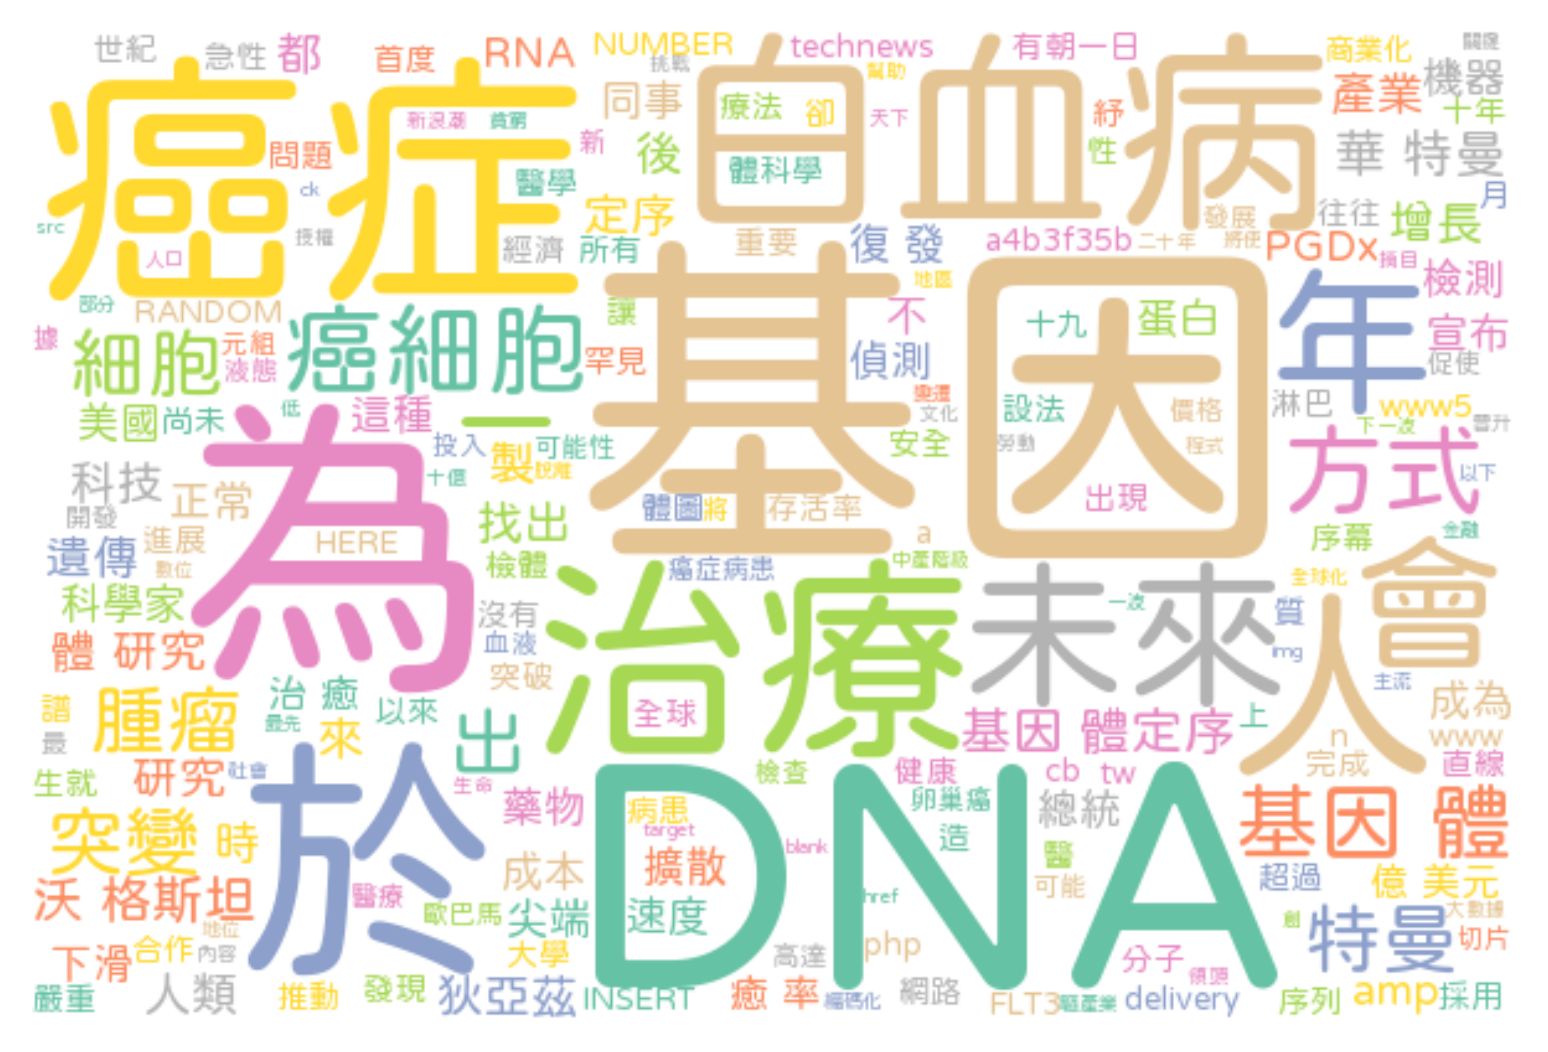 世紀
急性
都
首度
RNA
NUMBER
挑戰
technews
幫助
有朝一日
商業化
機器
癌症
白血病
同事
療法
卻
天下
紓
產業
十年
新浪潮
貧窮
問題
新
後
性
華 特曼
體科學
醫學
ck
月
src
授權
定序
發展
往往
增長
人口
經濟
所有
重要
復 發
a4b3f35b
二十年
將使
PGDx
摘目
部分
RANDOM
基因
地區
年
檢測
據
癌細胞
讓
不
十九
蛋白
宣布
細胞
元組
液態
罕見
偵測
促使
美國
尚未
低
這種
一
變遷
文化
設法
價格
淋巴
www5
下一次
晉升
為
投入
可能性
安全
勞動
程式
方式
科技
正常
十億
製
脫離
出現
以下
開發
找出
體圖
將
存活率
序幕
金融
遺傳
進展
HERE
數位
檢體
a
癌症病患
中產階級
科學家
治療
未來
一次
全球化
會
體 研究
沒有
血液
質
img
人
突破
主流
譜
腫瘤
治 癒
最先
以來
出
全球
基因 體定序
上
成為
最
來
n
www
生就
研究
社會
於
生命
檢查
健康
cb
tw
完成
直線
DNA
突變
時
藥物
病患
target
blank
卵巢癌
總統
基因 體
造
成本
擴散
醫
可能
超過
億 美元
沃 格斯坦
醫療
href
歐巴馬
尖端
速度
創
特曼
大數據
地位
下滑
合作
內容
大學
高達
php
分子
領頭
切片
嚴重
人類
推動
發現
狄亞茲
INSERT
癒 率
編碼化
網路
FLT3
delivery
序列
amp
採用